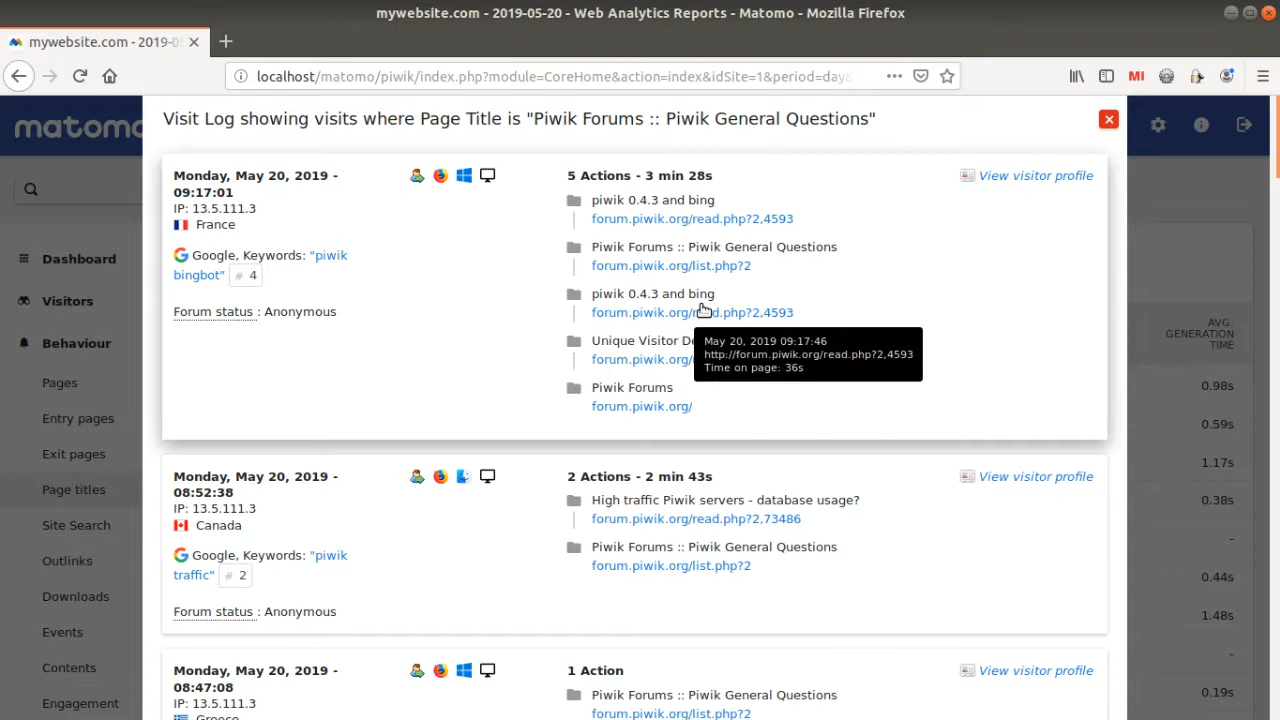 mywebsite.com - 2019-05-20 - Web Analytics Reports - Matomo - Mozilla Firefox
mywebsite.com - 2019-0
localhost/matomo/piwik/index.php?module=CoreHome&action=index&idSite=1&period=day&
MI
matomo
Visit Log showing visits where Page Title is "Piwik Forums :: Piwik General Questions"
Dashboard
Visitors
Behaviour
Pages
Entry pages
Exit pages
Page titles
Site Search
Outlinks
Downloads
Events
Contents
Engagement
Monday, May 20, 2019 -
09:17:01
IP: 13.5.111.3
France
Google, Keywords: "piwik
bingbot" # 4
Forum status : Anonymous
5 Actions - 3 min 28s
View visitor profile
piwik 0.4.3 and bing
forum.piwik.org/read.php?2,4593
Piwik Forums :: Piwik General Questions
forum.piwik.org/list.php?2
piwik 0.4.3 and bing
forum.piwik.org/read.php?2,4593
Unique Visitor De
forum.piwik.org/
May 20, 2019 09:17:46
http://forum.piwik.org/read.php?2,4593
Time on page: 36s
Piwik Forums
forum.piwik.org/
Monday, May 20, 2019 -
08:52:38
IP: 13.5.111.3
Canada
Google, Keywords: "piwik
traffic" # 2
Forum status : Anonymous
2 Actions - 2 min 43s
View visitor profile
High traffic Piwik servers - database usage?
forum.piwik.org/read.php?2,73486
Piwik Forums :: Piwik General Questions
forum.piwik.org/list.php?2
Monday, May 20, 2019 -
08:47:08
IP: 13.5.111.3
Greece
1 Action
View visitor profile
Piwik Forums :: Piwik General Questions
forum.piwik.org/list.php?2
AVG.
GENERATION
TIME
0.98s
0.59s
1.17s
0.38s
-
0.44s
1.48s
-
0.19s